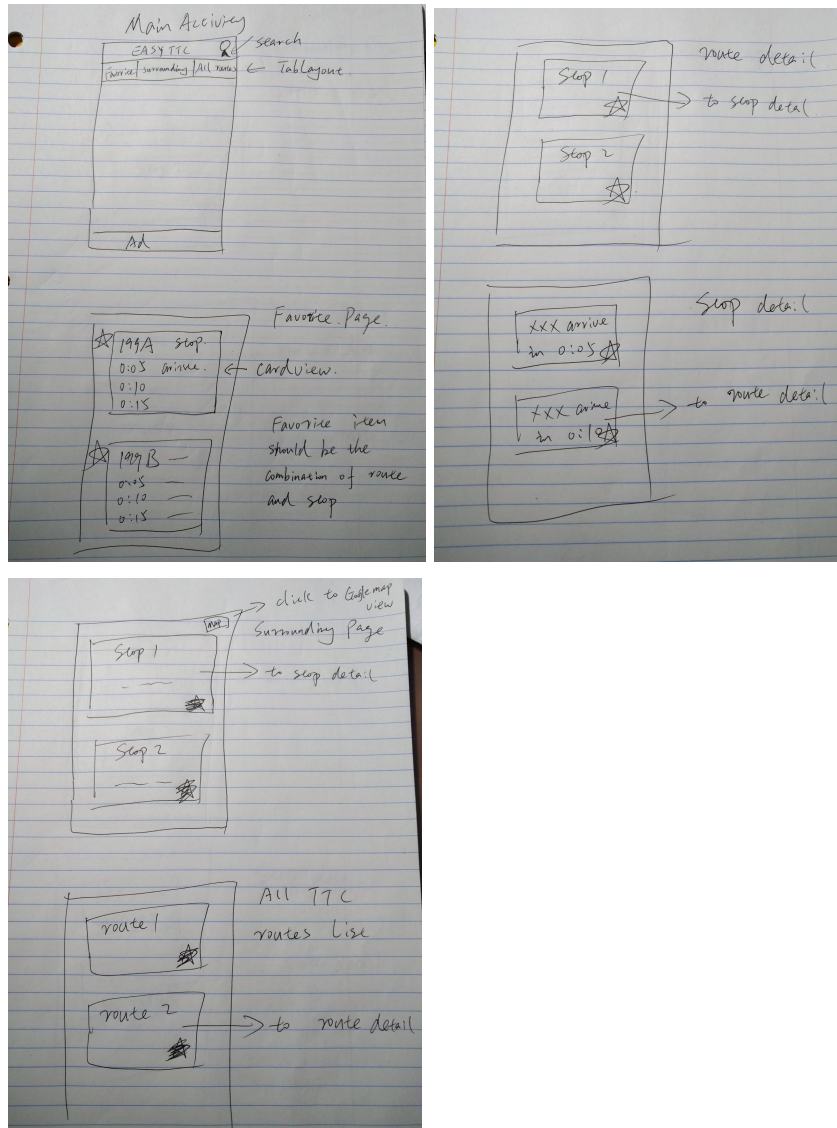 Main Activity
EASY TTC
search
Favorite surrounding All routes
TabLayout
Ad
Favorite Page
199A stop
0:05 arrive
0:10
0:15
cardview
Favorite item
should be the
combination of route
and stop
199B
0:05
0:10
0:15
route detail
Stop 1
to stop detail
Stop 2
Stop detail
XXX arrive
in 0:05
XXX arrive
in 0:10
to route detail
click to Google map
view
map
Surrounding Page
Stop 1
to stop detail
Stop 2
All TTC
routes List
route 1
route 2
to route detail